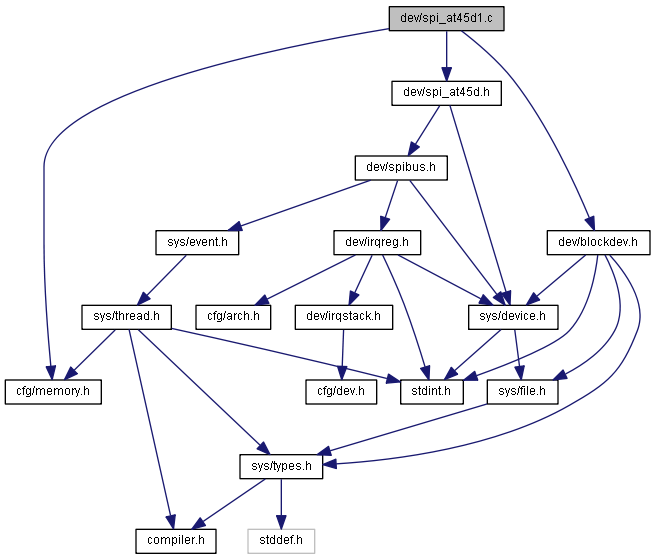 dev/spi_at45d1.c
dev/spi_at45d.h
dev/spibus.h
sys/event.h
dev/irqreg.h
dev/blockdev.h
sys/thread.h
cfg/arch.h
dev/irqstack.h
sys/device.h
cfg/memory.h
cfg/dev.h
stdint.h
sys/file.h
sys/types.h
compiler.h
stddef.h